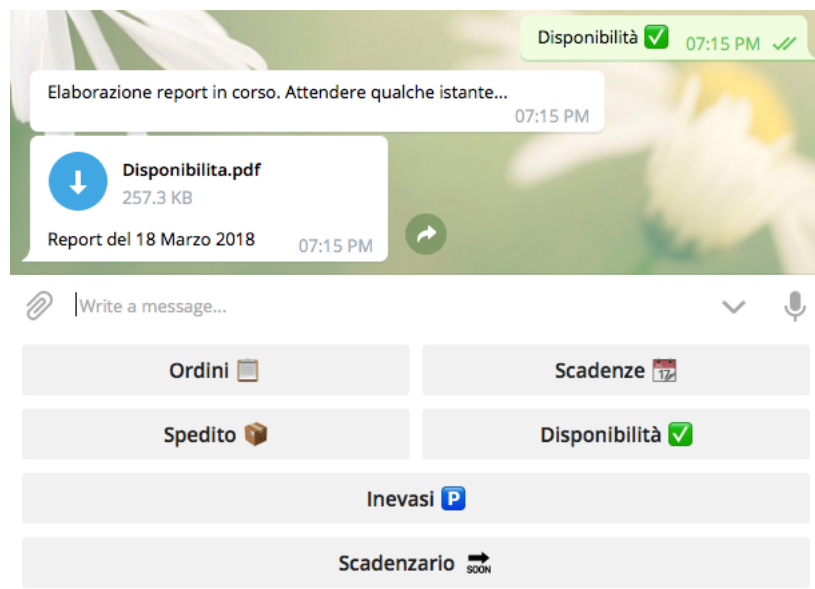 Disponibilità ✅ 07:15 PM
Elaborazione report in corso. Attendere qualche istante...
07:15 PM
Disponibilita.pdf
257.3 KB
Report del 18 Marzo 2018 07:15 PM
Write a message...
Ordini 📋 Scadenze 📆
Spedito 📦 Disponibilità ✅
Inevasi 🅿️
Scadenzario 🔜